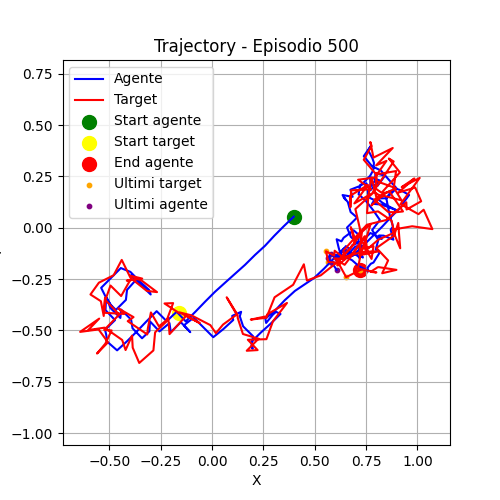 Trajectory - Episodio 500
Agente
Target
Start agente
Start target
End agente
Ultimi target
Ultimi agente
0.75
0.50
0.25
0.00
−0.25
−0.50
−0.75
−1.00
−0.50 −0.25 0.00 0.25 0.50 0.75 1.00
X